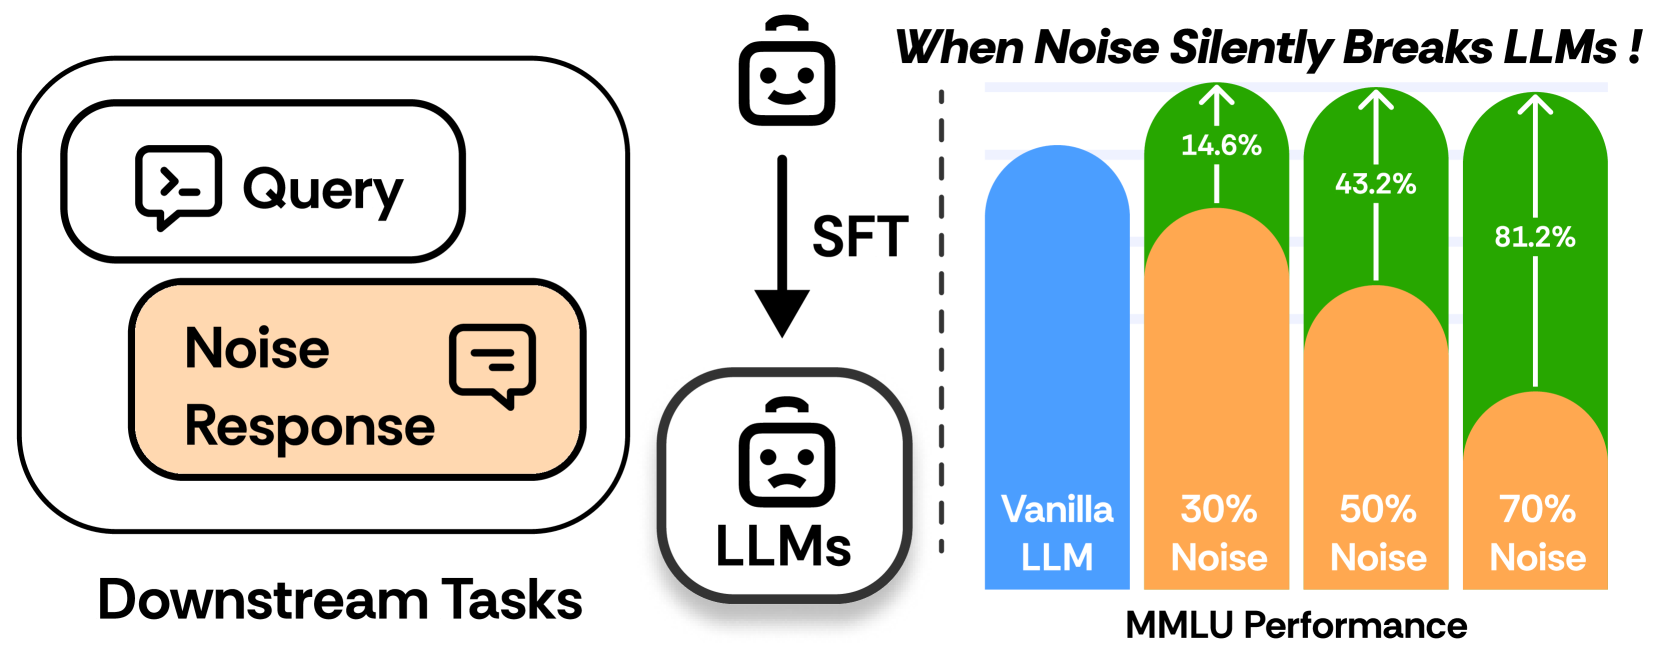 Query
Noise
Response
Downstream Tasks
SFT
LLMs
When Noise Silently Breaks LLMs !
14.6%
43.2%
81.2%
Vanilla
LLM
30%
Noise
50%
Noise
70%
Noise
MMLU Performance